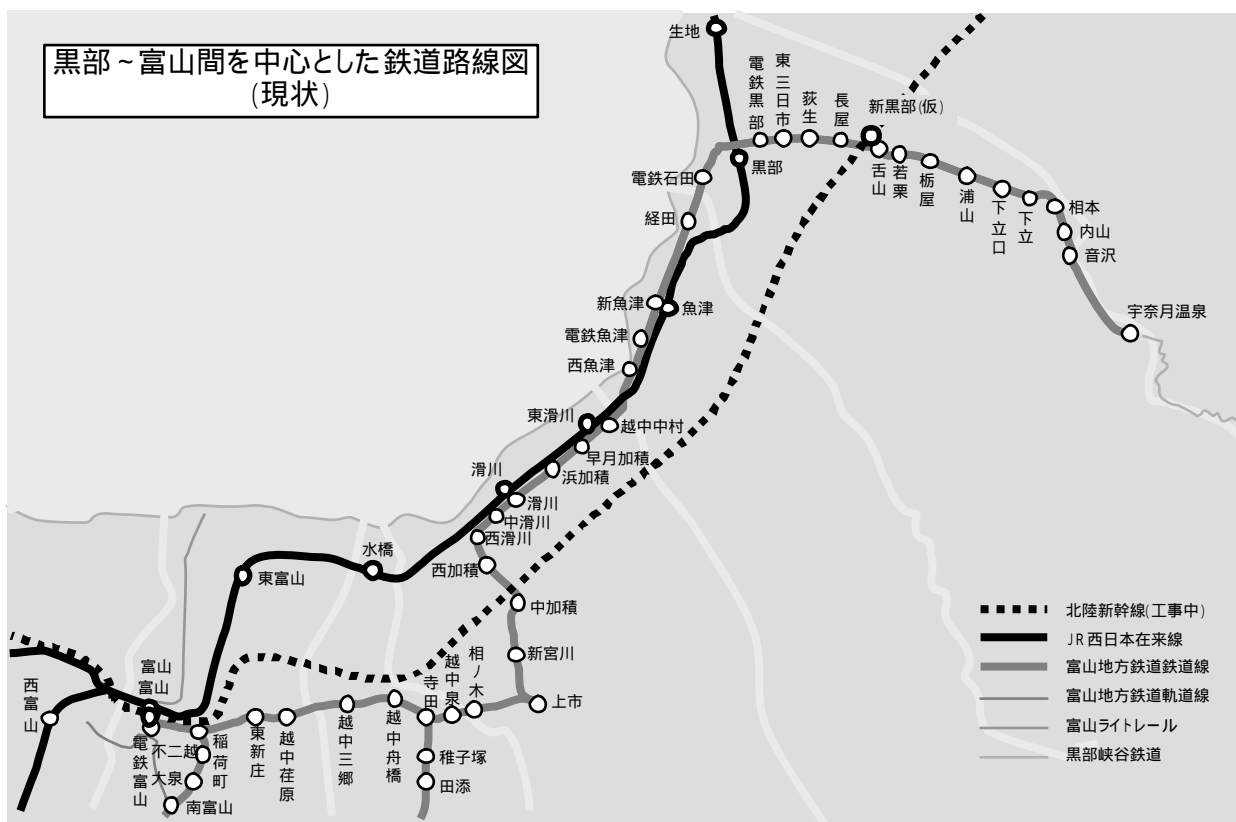 黒部~富山間を中心とした鉄道路線図
(現状)
生地
電鉄黒部
東三日市
荻生
長屋
新黒部(仮)
黒部
舌山
若栗
栃屋
浦山
下立口
下立
相本
内山
音沢
宇奈月温泉
電鉄石田
経田
新魚津
魚津
電鉄魚津
西魚津
東滑川
越中中村
早月加積
浜加積
滑川
滑川
中滑川
西滑川
西加積
水橋
東富山
中加積
新宮川
上市
相ノ木
越中泉
寺田
稚子塚
田添
越中舟橋
越中三郷
越中荏原
東新庄
稲荷町
不二越
大泉
南富山
電鉄富山
富山
富山
西富山
北陸新幹線(工事中)
JR西日本在来線
富山地方鉄道鉄道線
富山地方鉄道軌道線
富山ライトレール
黒部峡谷鉄道